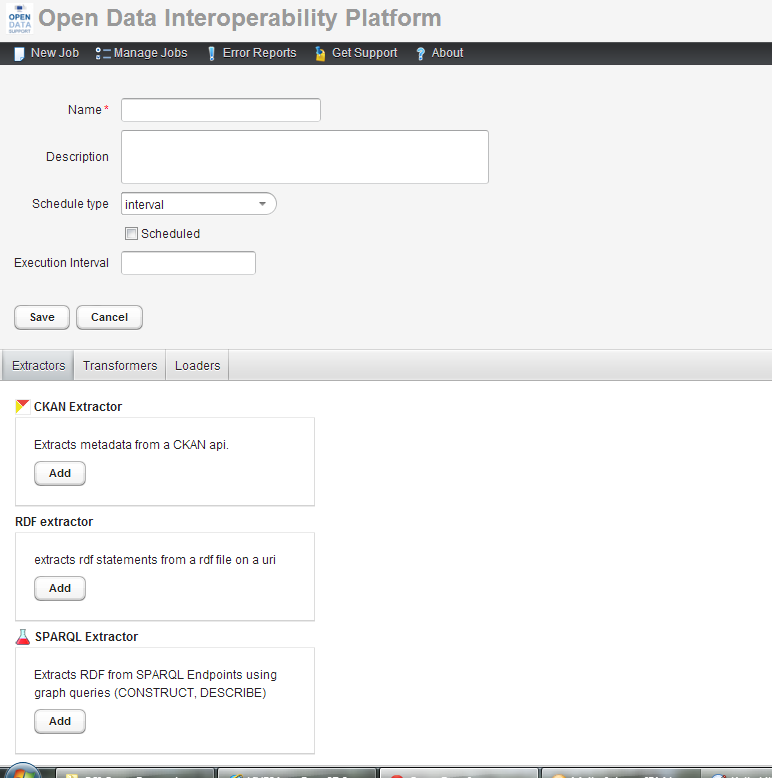 OPEN
DATA
SUPPORT
Open Data Interoperability Platform
New Job Manage Jobs Error Reports Get Support About
Name *
Description
Schedule type interval
Scheduled
Execution Interval
Save Cancel
Extractors Transformers Loaders
CKAN Extractor
Extracts metadata from a CKAN api.
Add
RDF extractor
extracts rdf statements from a rdf file on a uri
Add
SPARQL Extractor
Extracts RDF from SPARQL Endpoints using
graph queries (CONSTRUCT, DESCRIBE)
Add